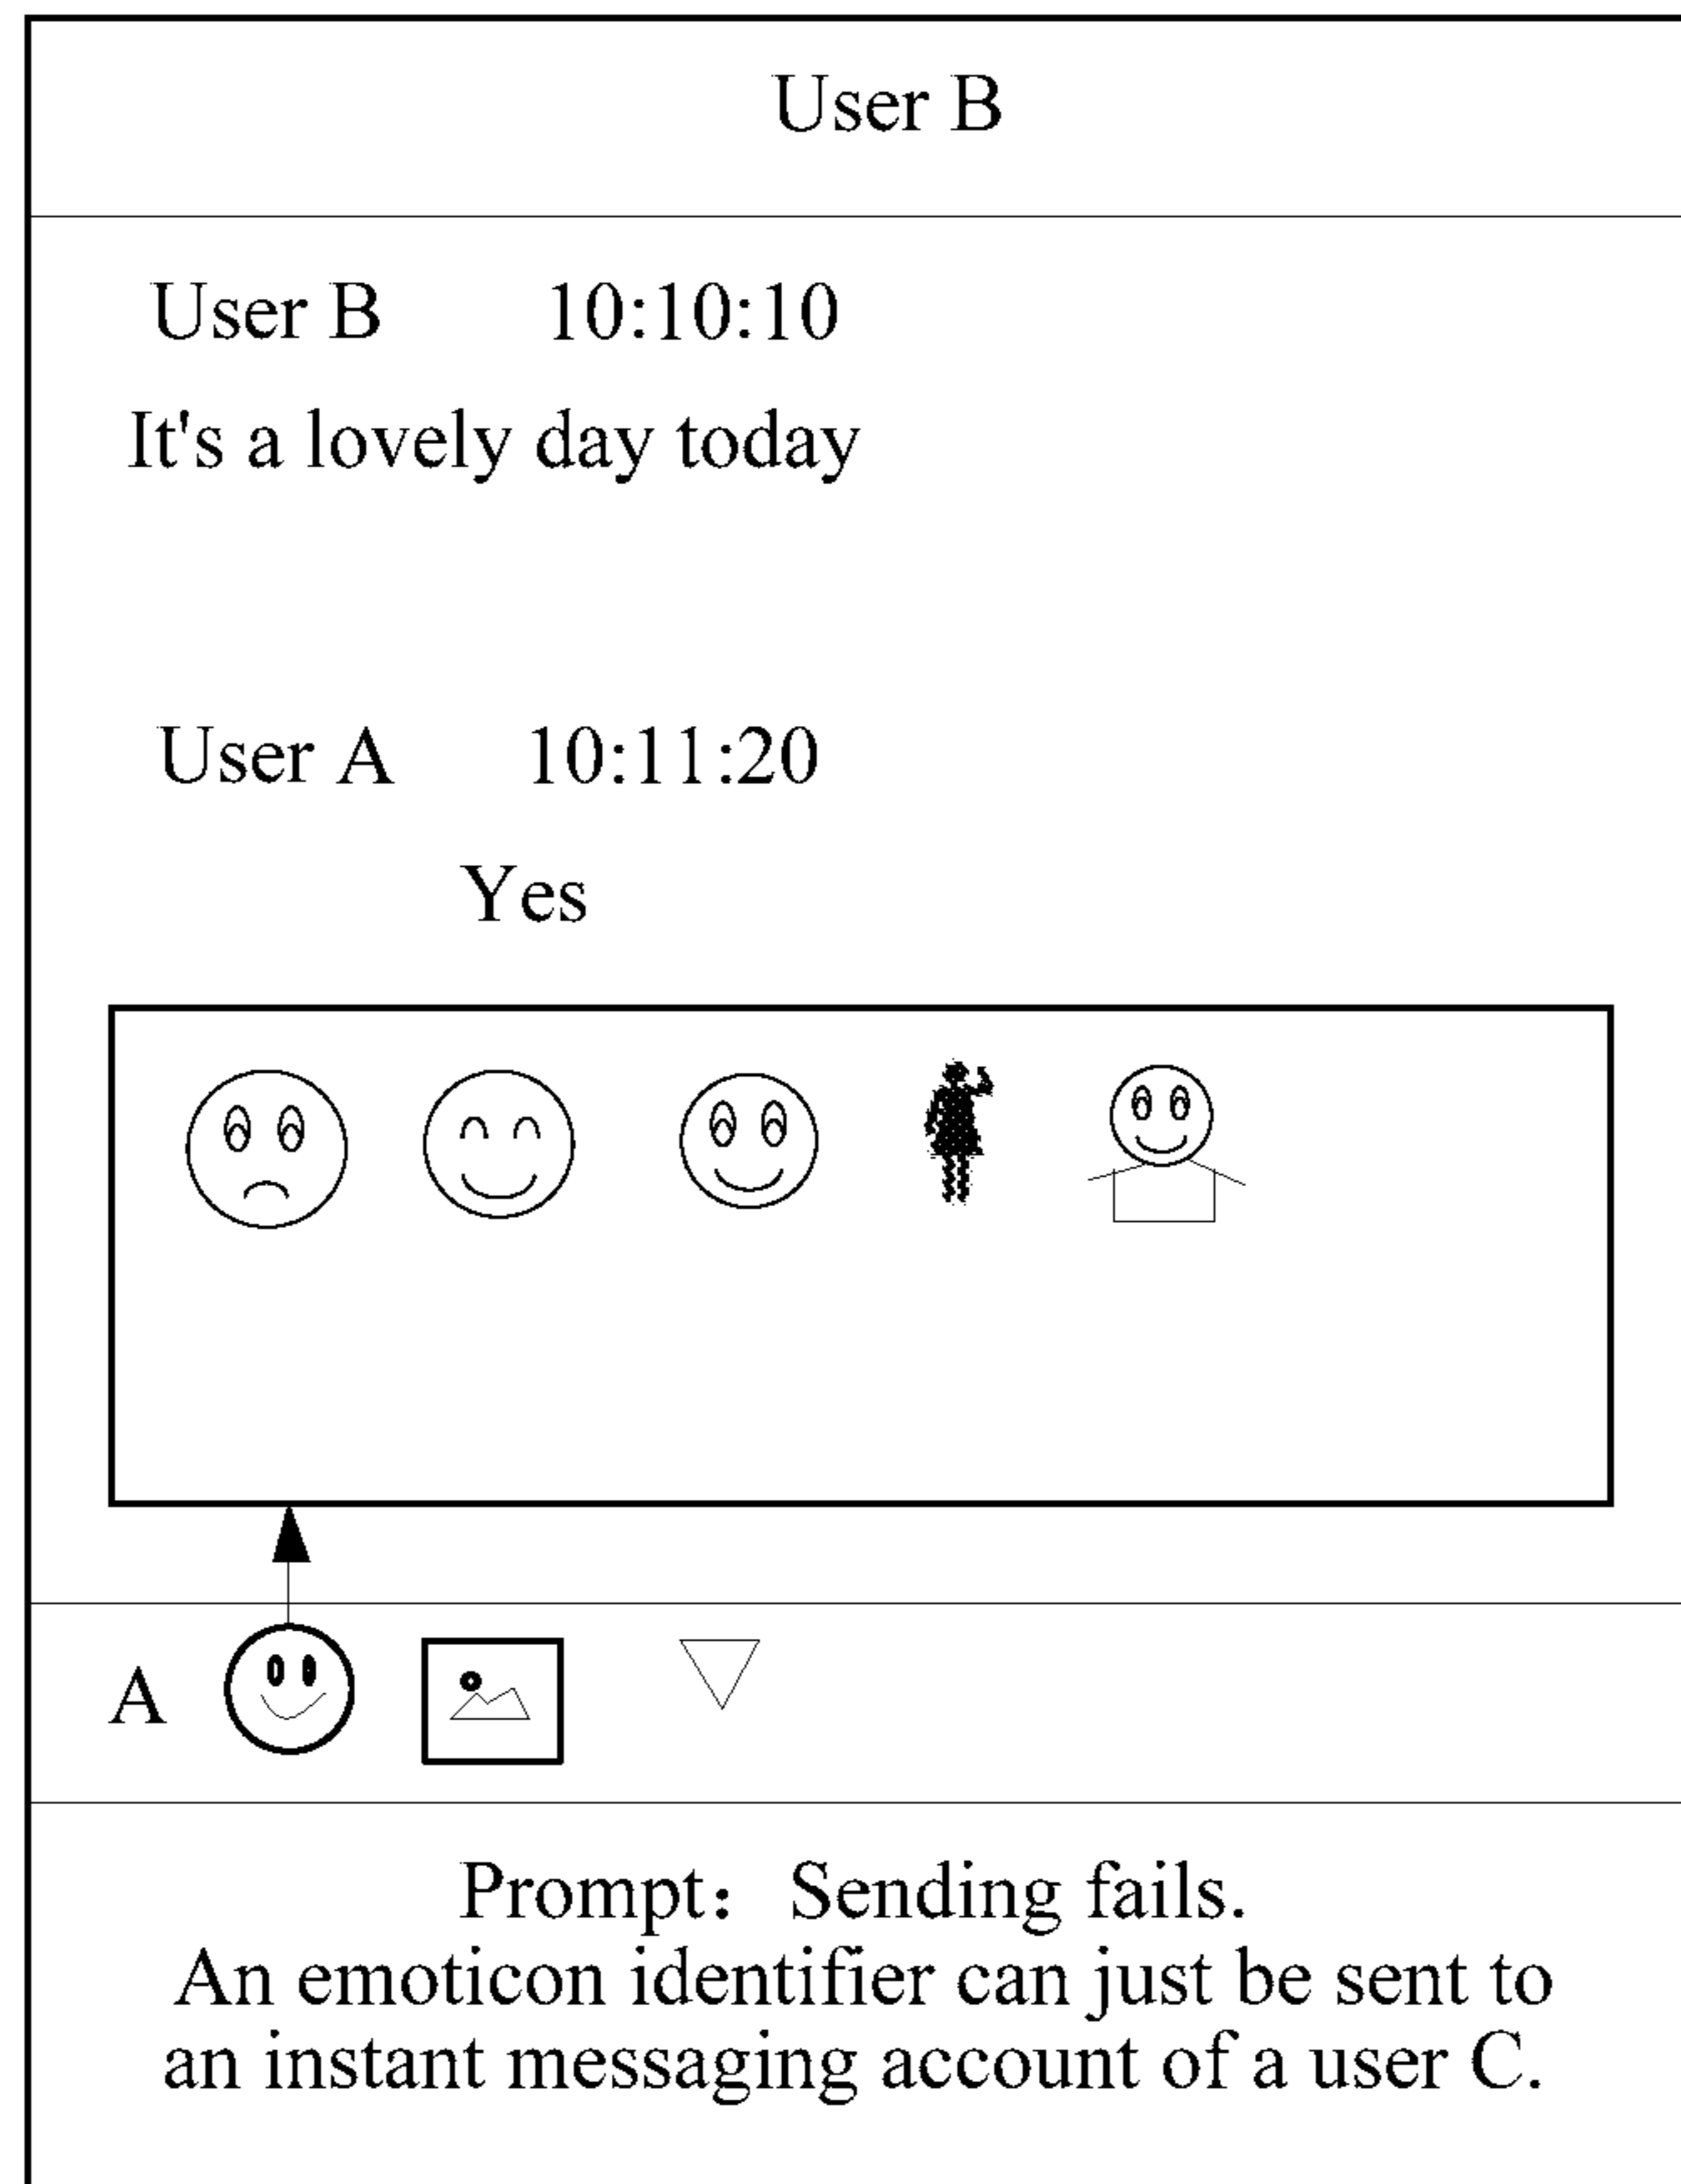 User B
User B 10:10:10
It's a lovely day today
User A 10:11:20
Yes
A
Prompt: Sending fails.
An emoticon identifier can just be sent to
an instant messaging account of a user C.